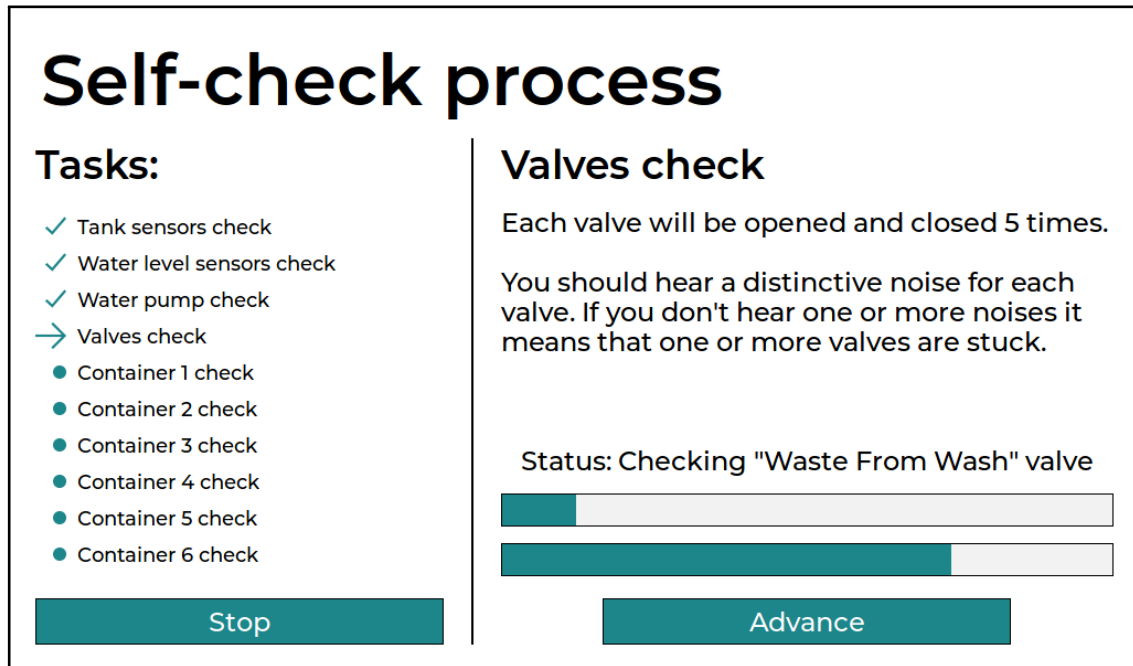 Self-check process
Tasks:
Tank sensors check
Water level sensors check
Water pump check
Valves check
Container 1 check
Container 2 check
Container 3 check
Container 4 check
Container 5 check
Container 6 check
Stop
Valves check
Each valve will be opened and closed 5 times.
You should hear a distinctive noise for each
valve. If you don't hear one or more noises it
means that one or more valves are stuck.
Status: Checking "Waste From Wash" valve
Advance